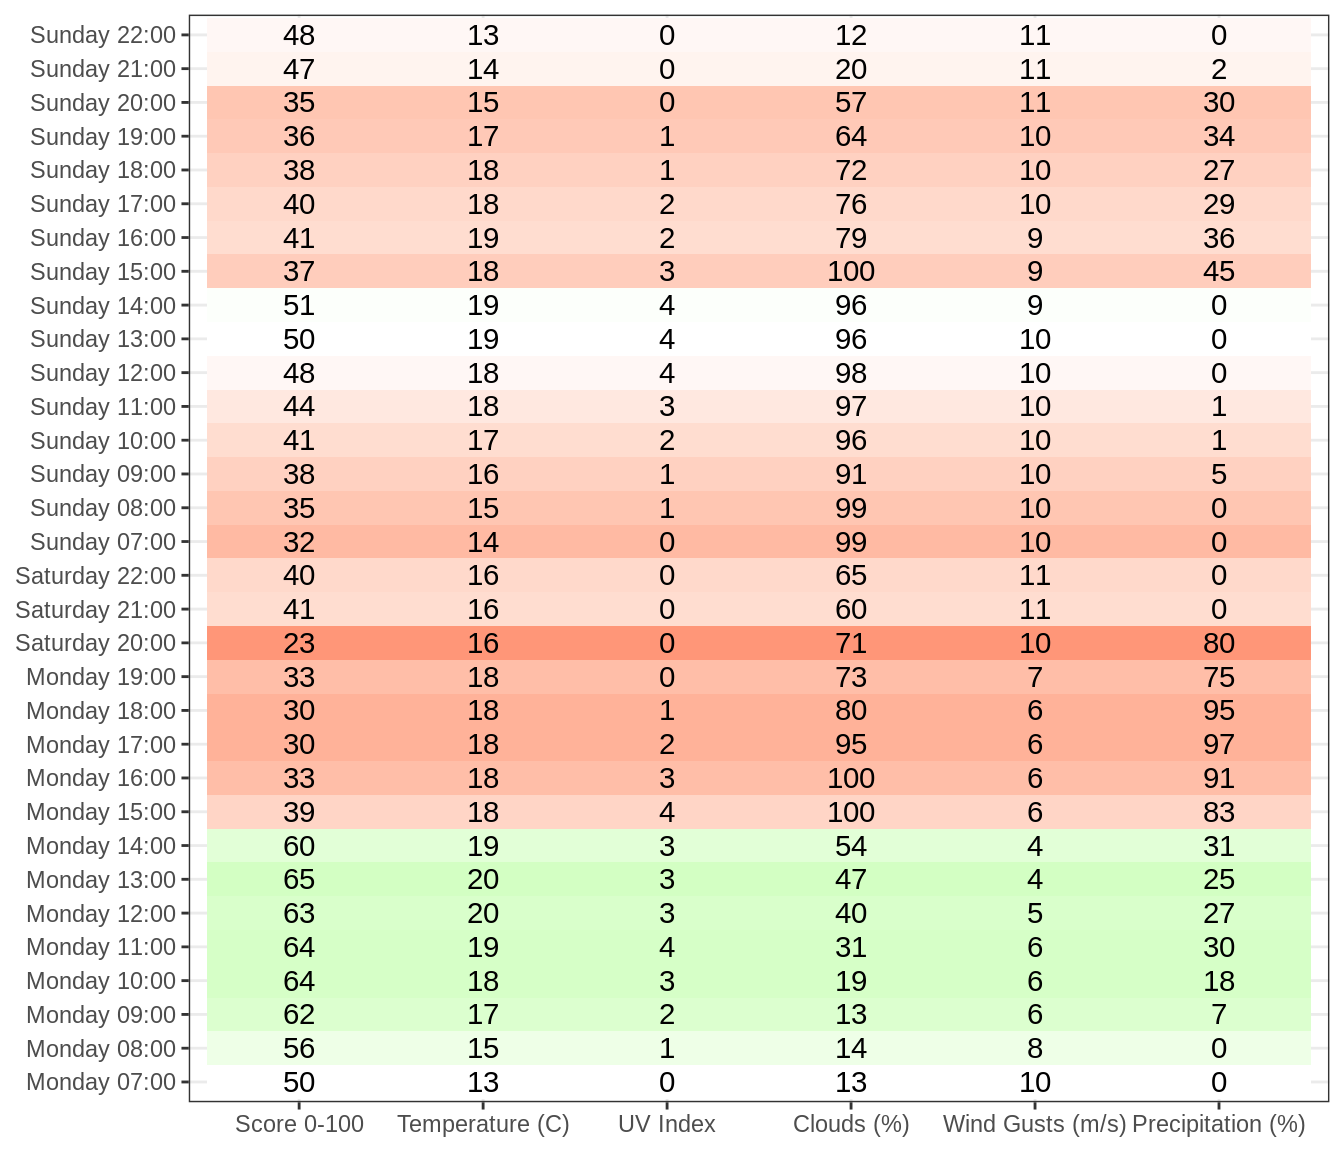 Sunday 22:00 48 13 0 12 11 0
Sunday 21:00 47 14 0 20 11 2
Sunday 20:00 35 15 0 57 11 30
Sunday 19:00 36 17 1 64 10 34
Sunday 18:00 38 18 1 72 10 27
Sunday 17:00 40 18 2 76 10 29
Sunday 16:00 41 19 2 79 9 36
Sunday 15:00 37 18 3 100 9 45
Sunday 14:00 51 19 4 96 9 0
Sunday 13:00 50 19 4 96 10 0
Sunday 12:00 48 18 4 98 10 0
Sunday 11:00 44 18 3 97 10 1
Sunday 10:00 41 17 2 96 10 1
Sunday 09:00 38 16 1 91 10 5
Sunday 08:00 35 15 1 99 10 0
Sunday 07:00 32 14 0 99 10 0
Saturday 22:00 40 16 0 65 11 0
Saturday 21:00 41 16 0 60 11 0
Saturday 20:00 23 16 0 71 10 80
Monday 19:00 33 18 0 73 7 75
Monday 18:00 30 18 1 80 6 95
Monday 17:00 30 18 2 95 6 97
Monday 16:00 33 18 3 100 6 91
Monday 15:00 39 18 4 100 6 83
Monday 14:00 60 19 3 54 4 31
Monday 13:00 65 20 3 47 4 25
Monday 12:00 63 20 3 40 5 27
Monday 11:00 64 19 4 31 6 30
Monday 10:00 64 18 3 19 6 18
Monday 09:00 62 17 2 13 6 7
Monday 08:00 56 15 1 14 8 0
Monday 07:00 50 13 0 13 10 0
Score 0-100 Temperature (C) UV Index Clouds (%) Wind Gusts (m/s) Precipitation (%)